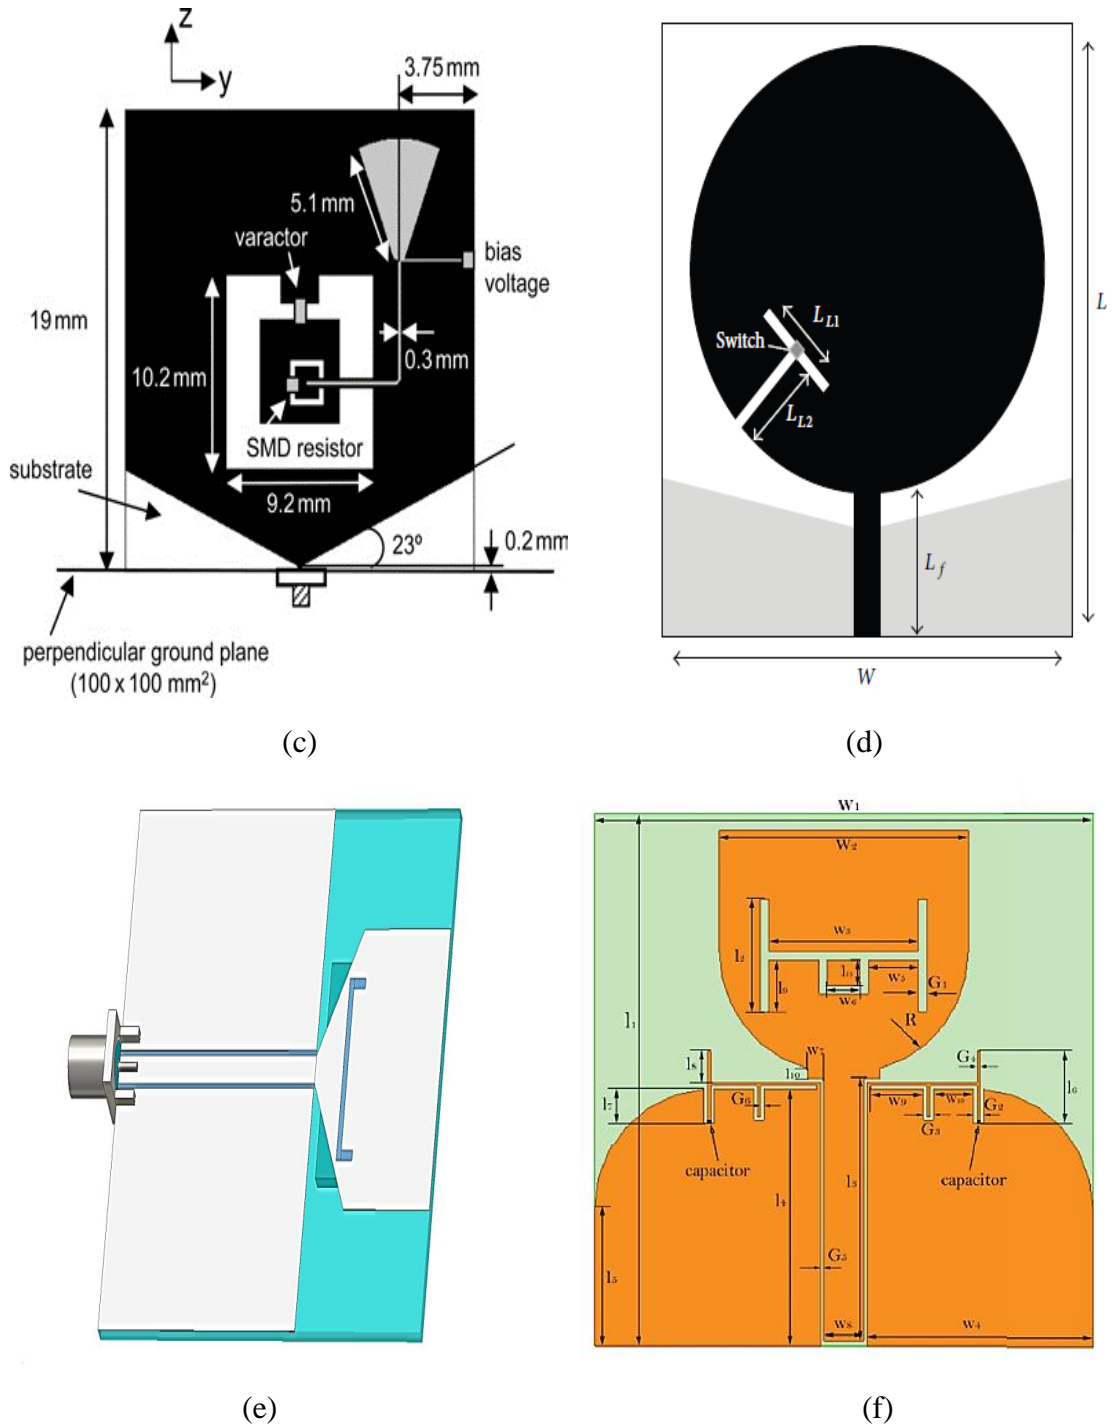 z
y
3.75 mm
5.1 mm
varactor
bias
voltage
19 mm
0.3 mm
10.2 mm
SMD resistor
substrate
9.2 mm
23º
0.2 mm
perpendicular ground plane
(100 x 100 mm²)
(c)
L_L1
Switch
L_L2
L
L_f
W
(d)
(e)
W1
W2
W3
l2
l11
W5
l9
W6
G1
l1
R
W7
l8
l10
G4
l7
G6
W9
W10
l6
G2
G3
capacitor
capacitor
l3
l4
G5
l5
W8
W4
(f)